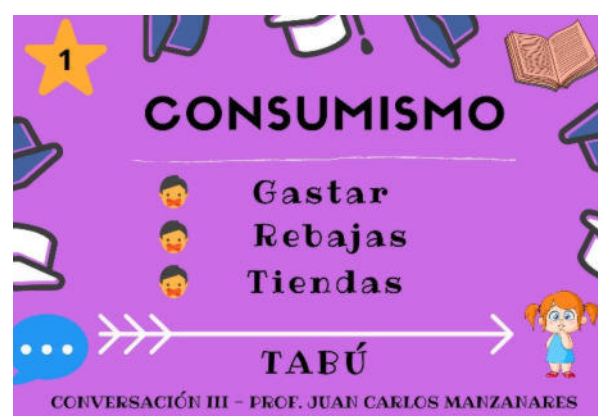 1
CONSUMISMO
Gastar
Rebajas
Tiendas
TABÚ
CONVERSACIÓN III - PROF. JUAN CARLOS MANZANARES